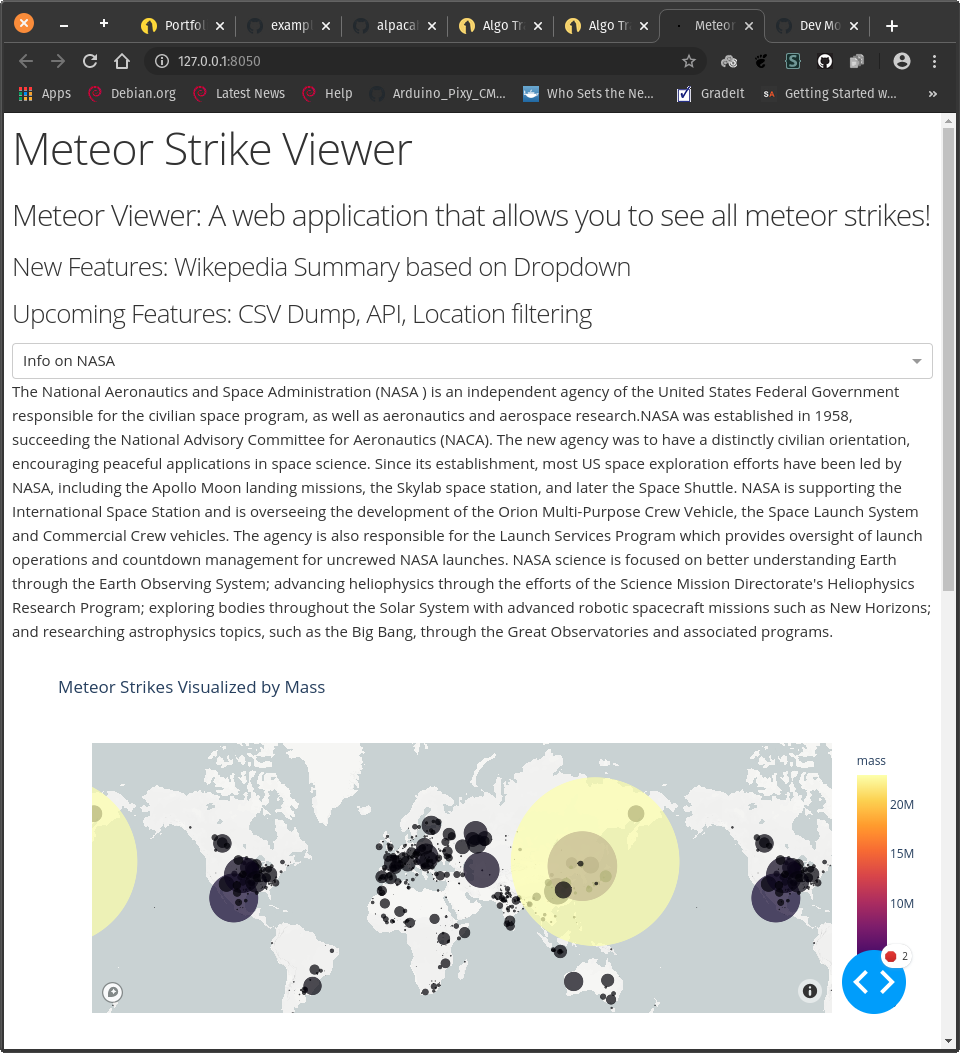 Portfol
exampl
alpacal
Algo Tra
Algo Tra
Meteor
Dev Mo
127.0.0.1:8050
Apps
Debian.org
Latest News
Help
Arduino_Pixy_CM...
Who Sets the Ne...
GradeIt
SA
Getting Started w...
»
Meteor Strike Viewer
Meteor Viewer: A web application that allows you to see all meteor strikes!
New Features: Wikepedia Summary based on Dropdown
Upcoming Features: CSV Dump, API, Location filtering
Info on NASA
The National Aeronautics and Space Administration (NASA ) is an independent agency of the United States Federal Government
responsible for the civilian space program, as well as aeronautics and aerospace research.NASA was established in 1958,
succeeding the National Advisory Committee for Aeronautics (NACA). The new agency was to have a distinctly civilian orientation,
encouraging peaceful applications in space science. Since its establishment, most US space exploration efforts have been led by
NASA, including the Apollo Moon landing missions, the Skylab space station, and later the Space Shuttle. NASA is supporting the
International Space Station and is overseeing the development of the Orion Multi-Purpose Crew Vehicle, the Space Launch System
and Commercial Crew vehicles. The agency is also responsible for the Launch Services Program which provides oversight of launch
operations and countdown management for uncrewed NASA launches. NASA science is focused on better understanding Earth
through the Earth Observing System; advancing heliophysics through the efforts of the Science Mission Directorate's Heliophysics
Research Program; exploring bodies throughout the Solar System with advanced robotic spacecraft missions such as New Horizons;
and researching astrophysics topics, such as the Big Bang, through the Great Observatories and associated programs.
Meteor Strikes Visualized by Mass
mass
20M
15M
10M
2